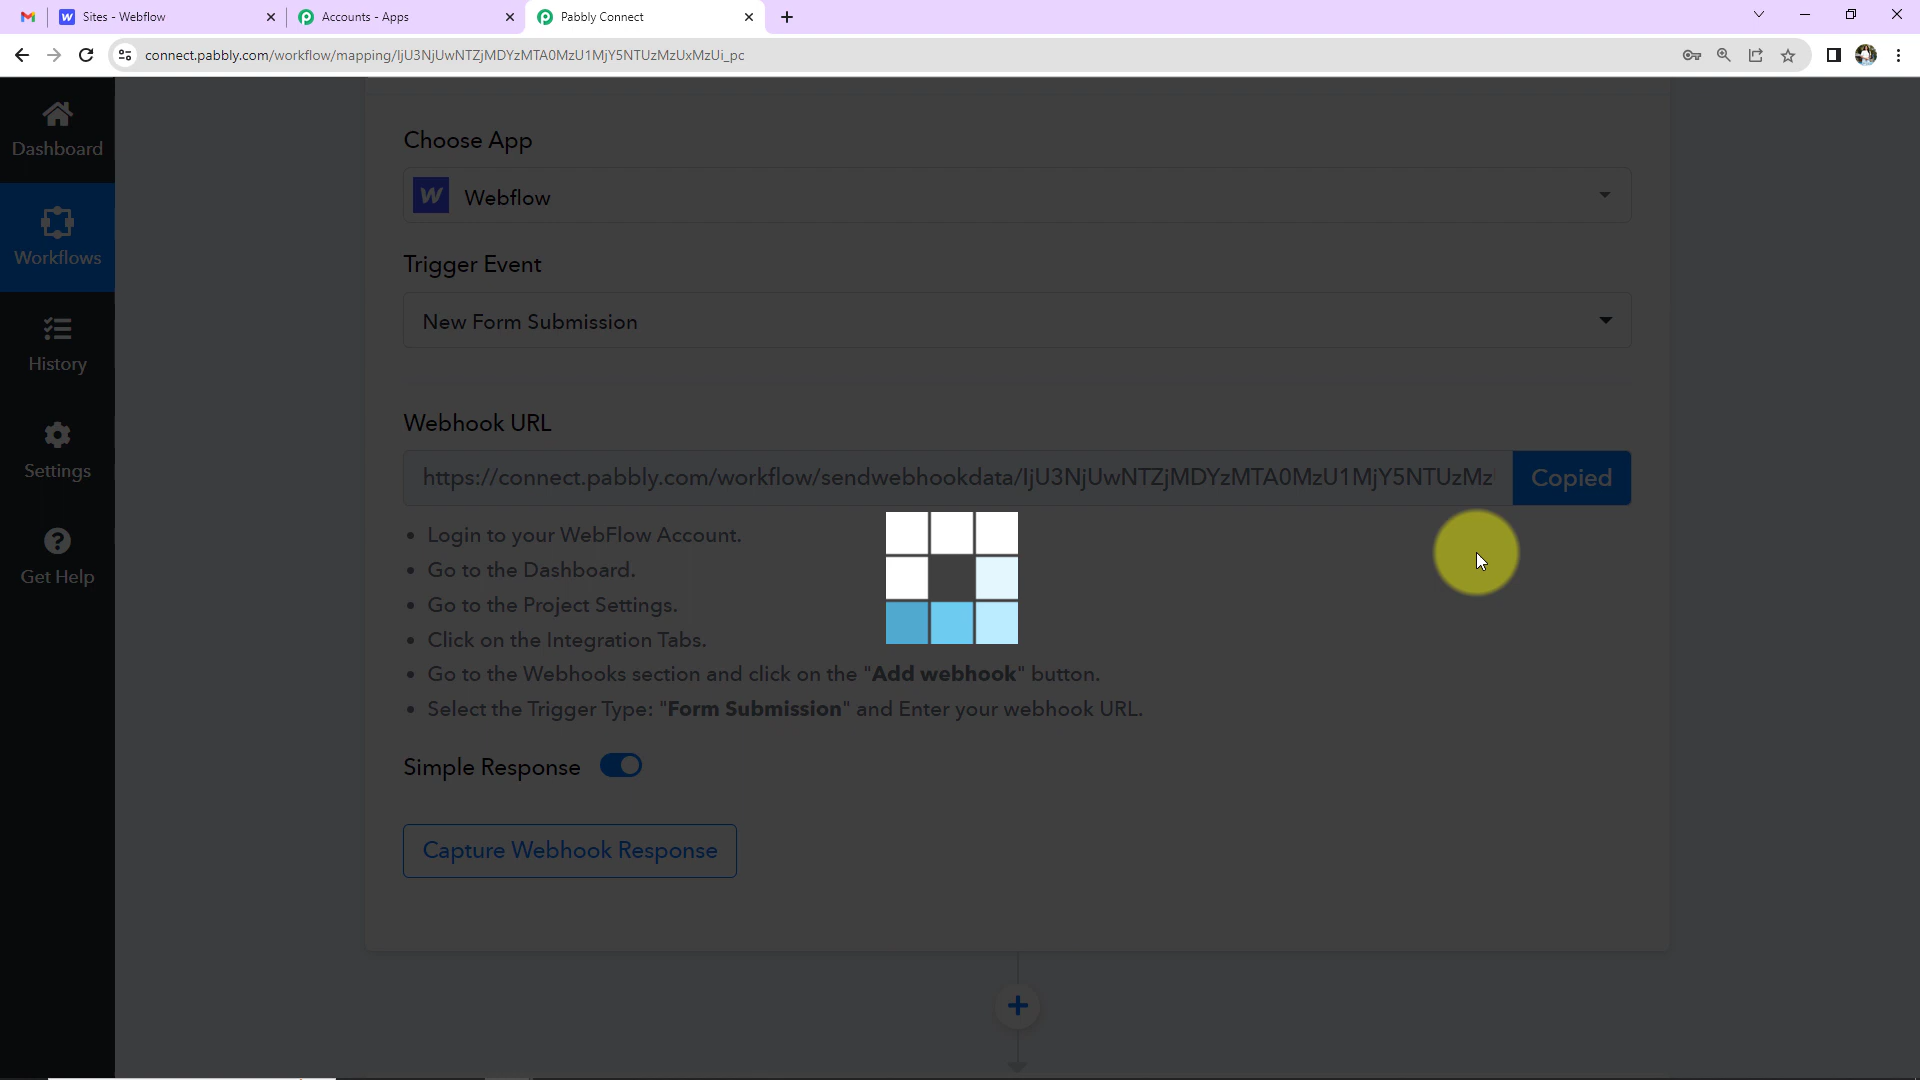 Sites - Webflow
Accounts - Apps
Pabbly Connect
connect.pabbly.com/workflow/mapping/IjU3NjUwNTZjMDYzMTA0MzU1MjY5NTUzMzUxMzUi_pc
Dashboard
Workflows
History
Settings
Get Help
Choose App
Webflow
Trigger Event
New Form Submission
Webhook URL
https://connect.pabbly.com/workflow/sendwebhookdata/IjU3NjUwNTZjMDYzMTA0MzU1MjY5NTUzMz
Copied
• Login to your WebFlow Account.
• Go to the Dashboard.
• Go to the Project Settings.
• Click on the Integration Tabs.
• Go to the Webhooks section and click on the "Add webhook" button.
• Select the Trigger Type: "Form Submission" and Enter your webhook URL.
Simple Response
Capture Webhook Response